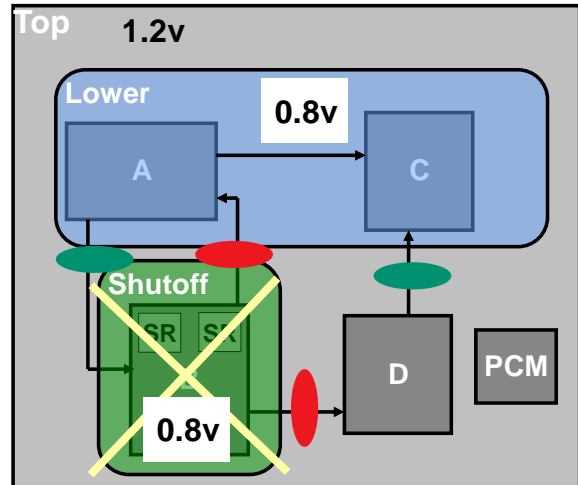 Top 1.2v
Lower
0.8v
A
C
Shutoff
SR SR
B
D
PCM
0.8v